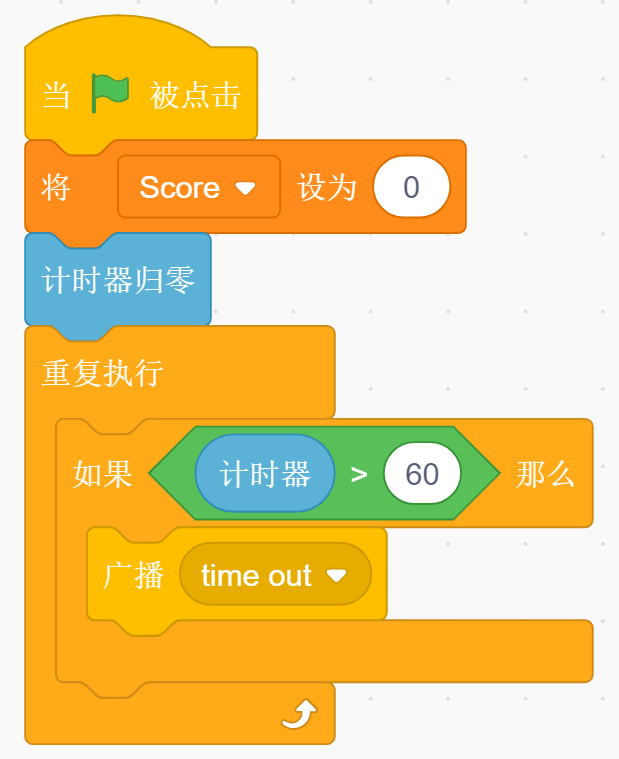 当 被点击
将 Score 设为 0
计时器归零
重复执行
如果 计时器 > 60 那么
广播 time out